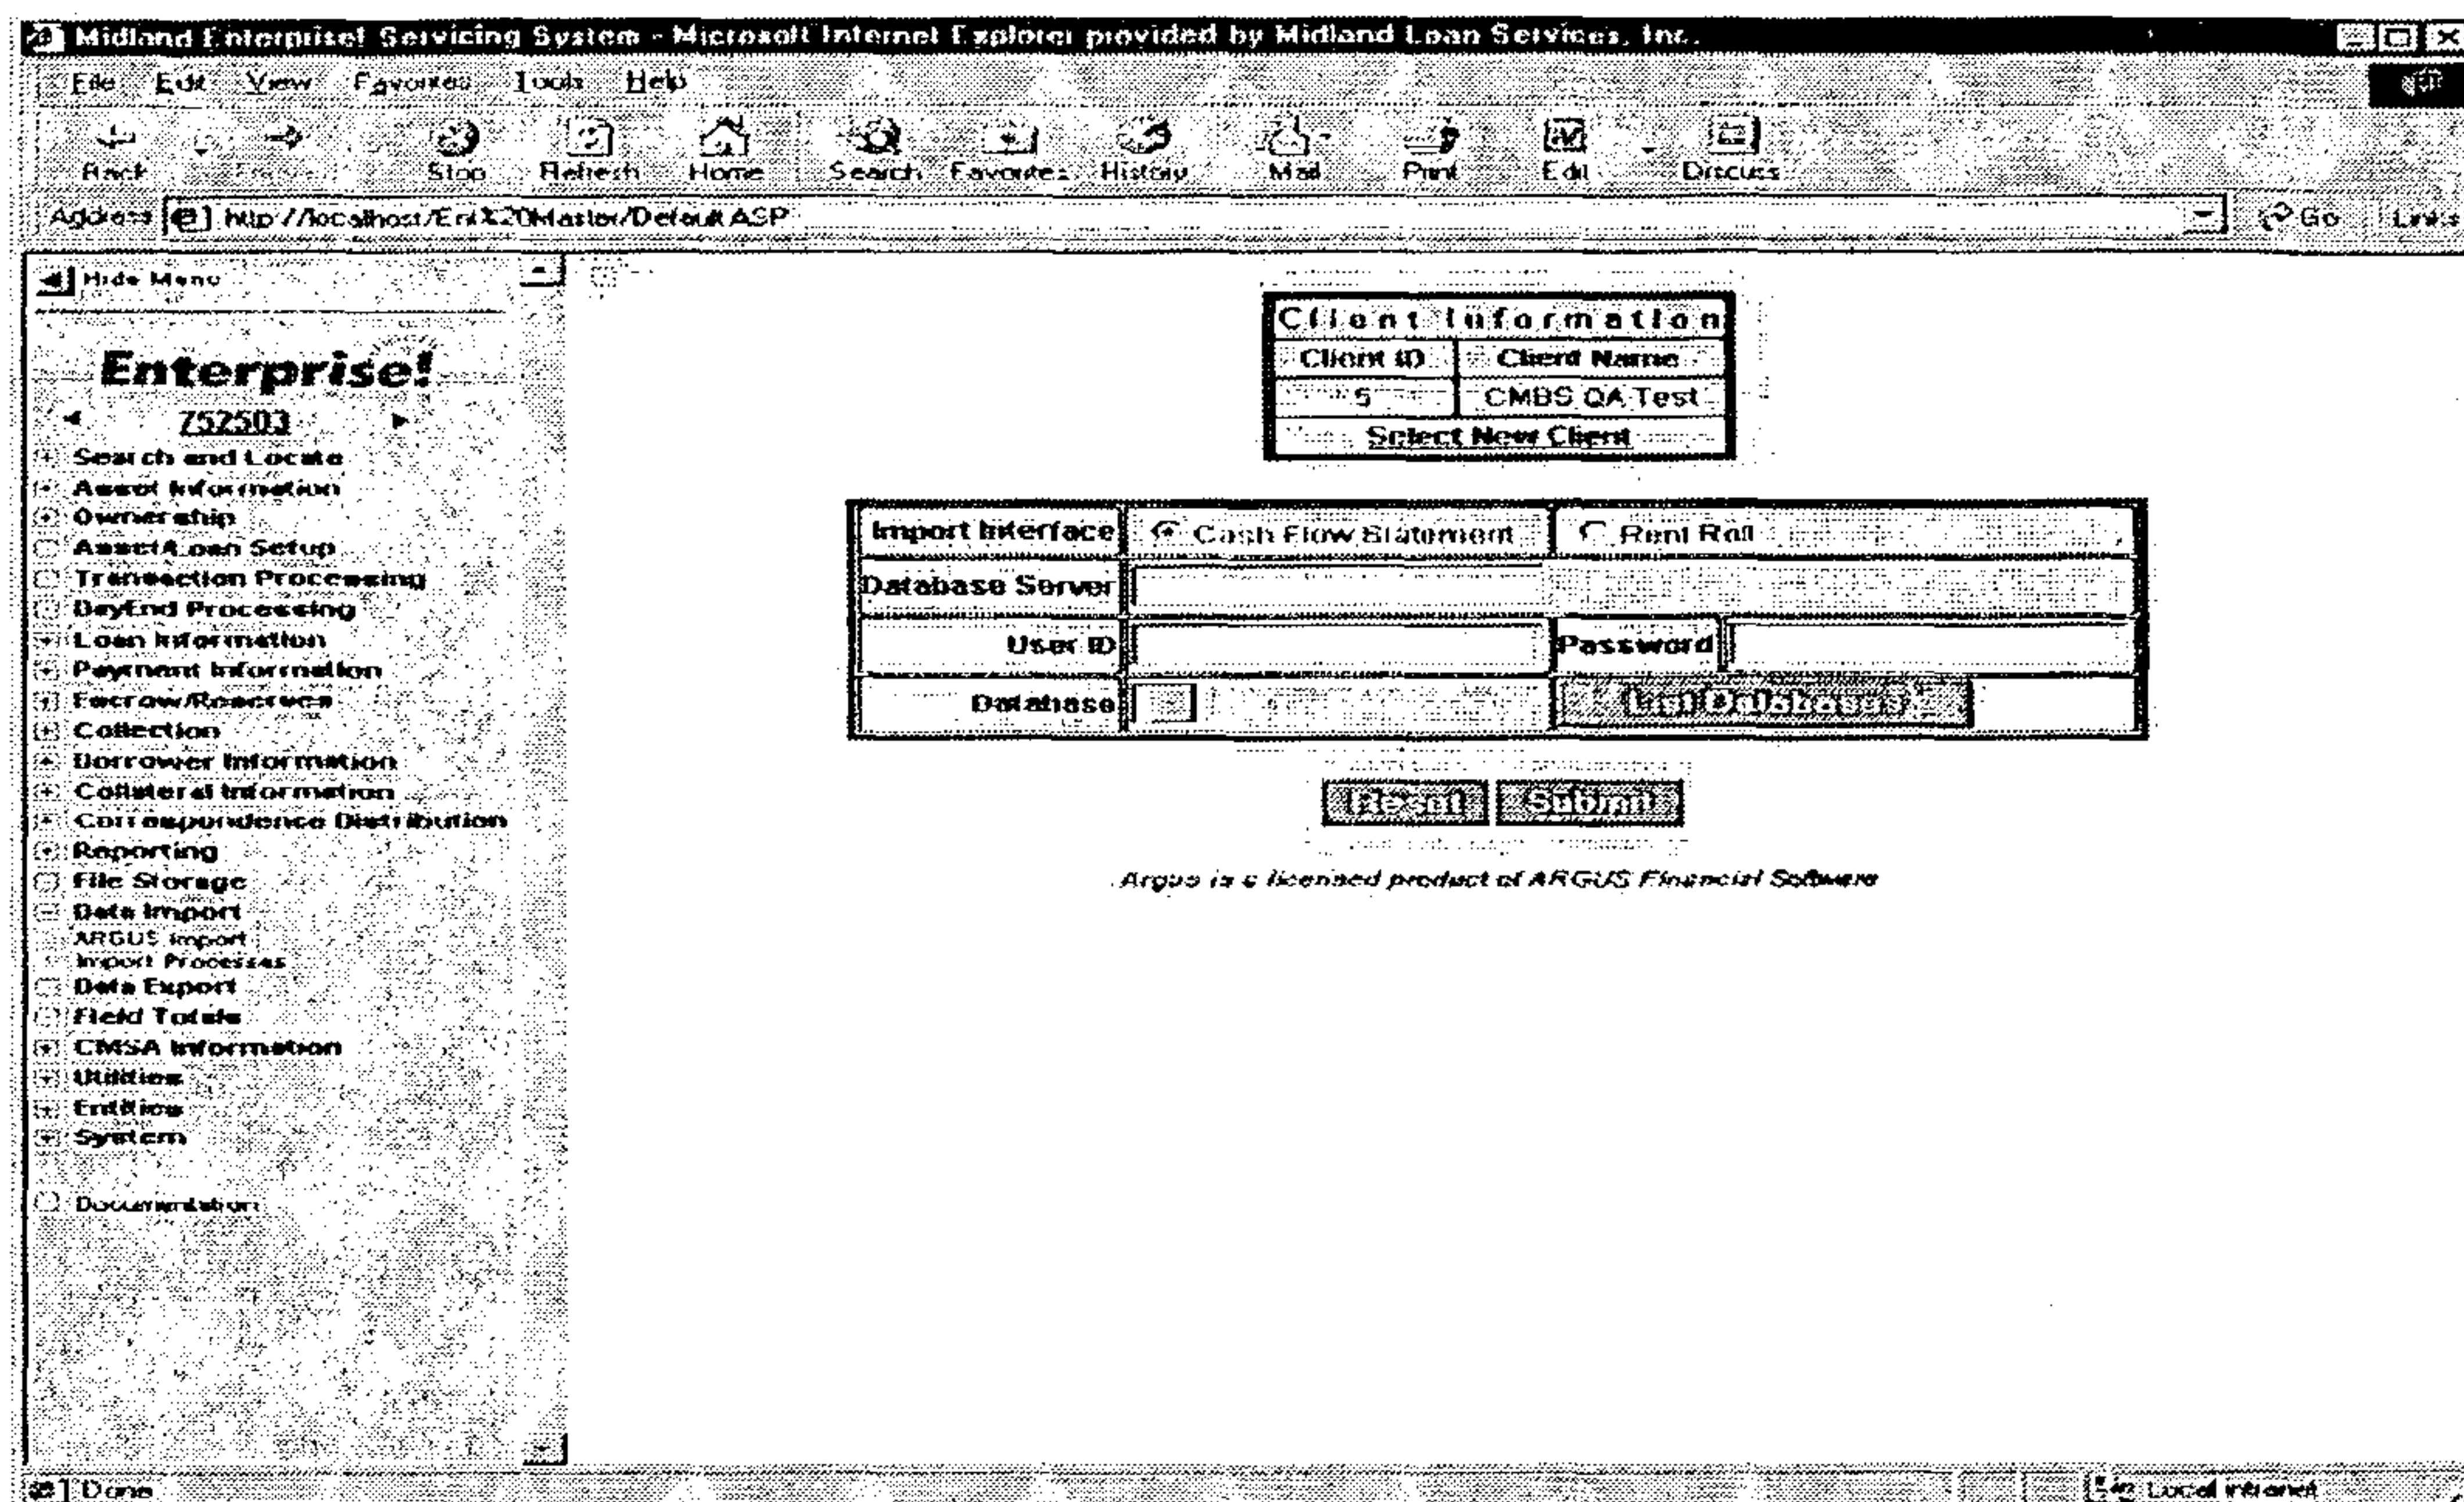 Midland Enterprise! Servicing System - Microsoft Internet Explorer provided by Midland Loan Services, Inc.
File Edit View Favorites Tools Help
Back Stop Refresh Home Search Favorites History Mail Print Edit Discuss
Address http://localhost/Ent%20Master/Default.ASP Go Links
Hide Menu
Enterprise!
752503
Search and Locate
Asset Information
Ownership
Asset/Loan Setup
Transaction Processing
DayEnd Processing
Loan Information
Payment Information
Escrow/Reserves
Collection
Borrower Information
Collateral Information
Correspondence Distribution
Reporting
File Storage
Data Import
ARGUS Import
Import Processes
Data Export
Field Totals
CMSA Information
Utilities
Entities
System
Documentation
Client Information
Client ID Client Name
5 CMBS QA Test
Select New Client
Import Interface Cash Flow Statement Rent Roll
Database Server
User ID Password
Database List Databases
Reset Submit
Argus is a licensed product of ARGUS Financial Software
Done Local intranet